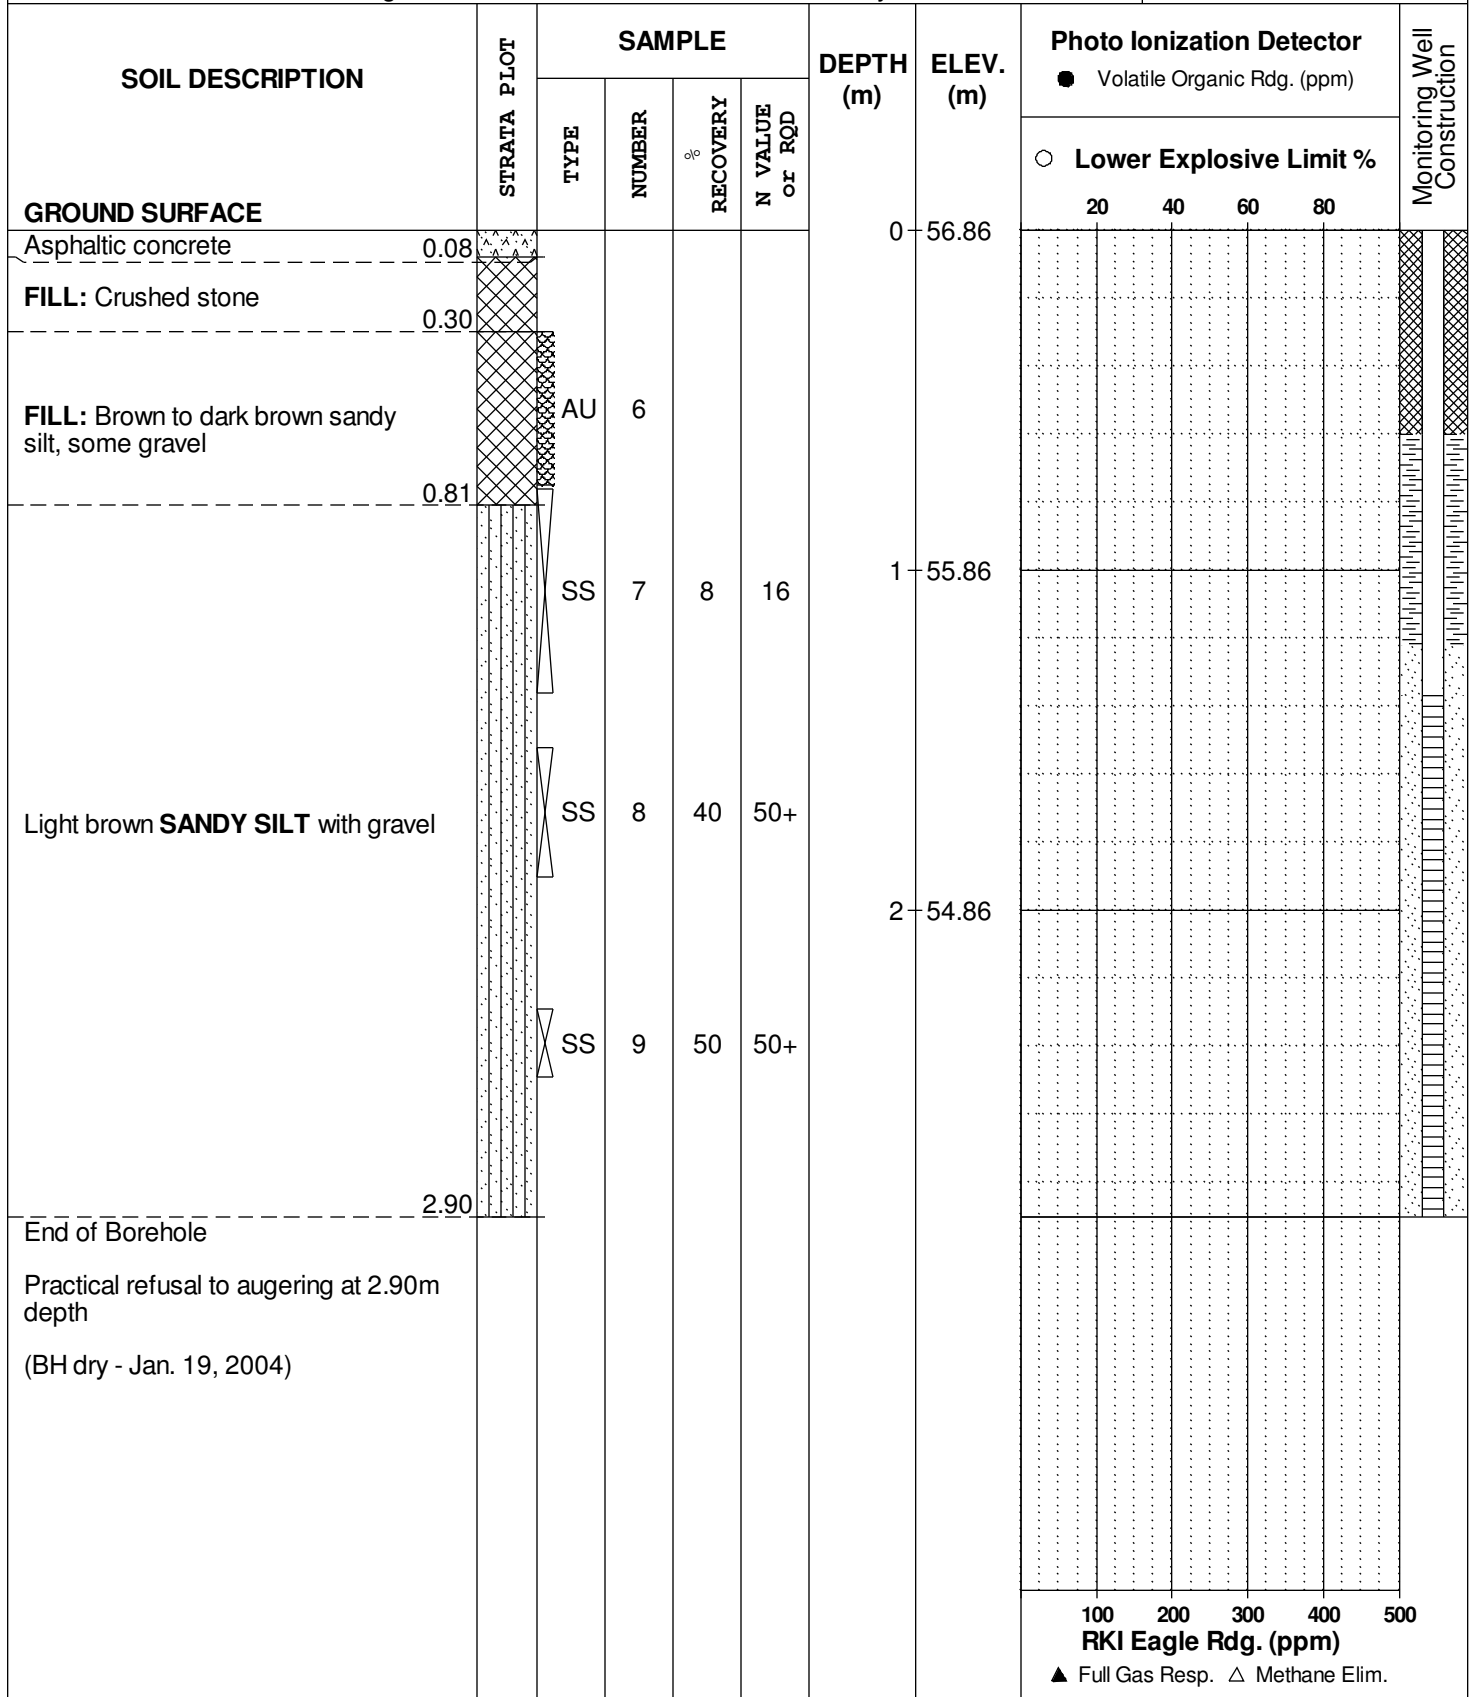 SOIL DESCRIPTION
GROUND SURFACE
STRATA PLOT
SAMPLE
TYPE
NUMBER
%
RECOVERY
N VALUE
or RQD
DEPTH
(m)
ELEV.
(m)
Photo Ionization Detector
● Volatile Organic Rdg. (ppm)
○ Lower Explosive Limit %
20 40 60 80
Monitoring Well
Construction
0 56.86
Asphaltic concrete 0.08
FILL: Crushed stone
0.30
FILL: Brown to dark brown sandy
silt, some gravel
AU 6
0.81
1 55.86
SS 7 8 16
Light brown SANDY SILT with gravel
SS 8 40 50+
2 54.86
SS 9 50 50+
2.90
End of Borehole
Practical refusal to augering at 2.90m
depth
(BH dry - Jan. 19, 2004)
100 200 300 400 500
RKI Eagle Rdg. (ppm)
▲ Full Gas Resp. △ Methane Elim.